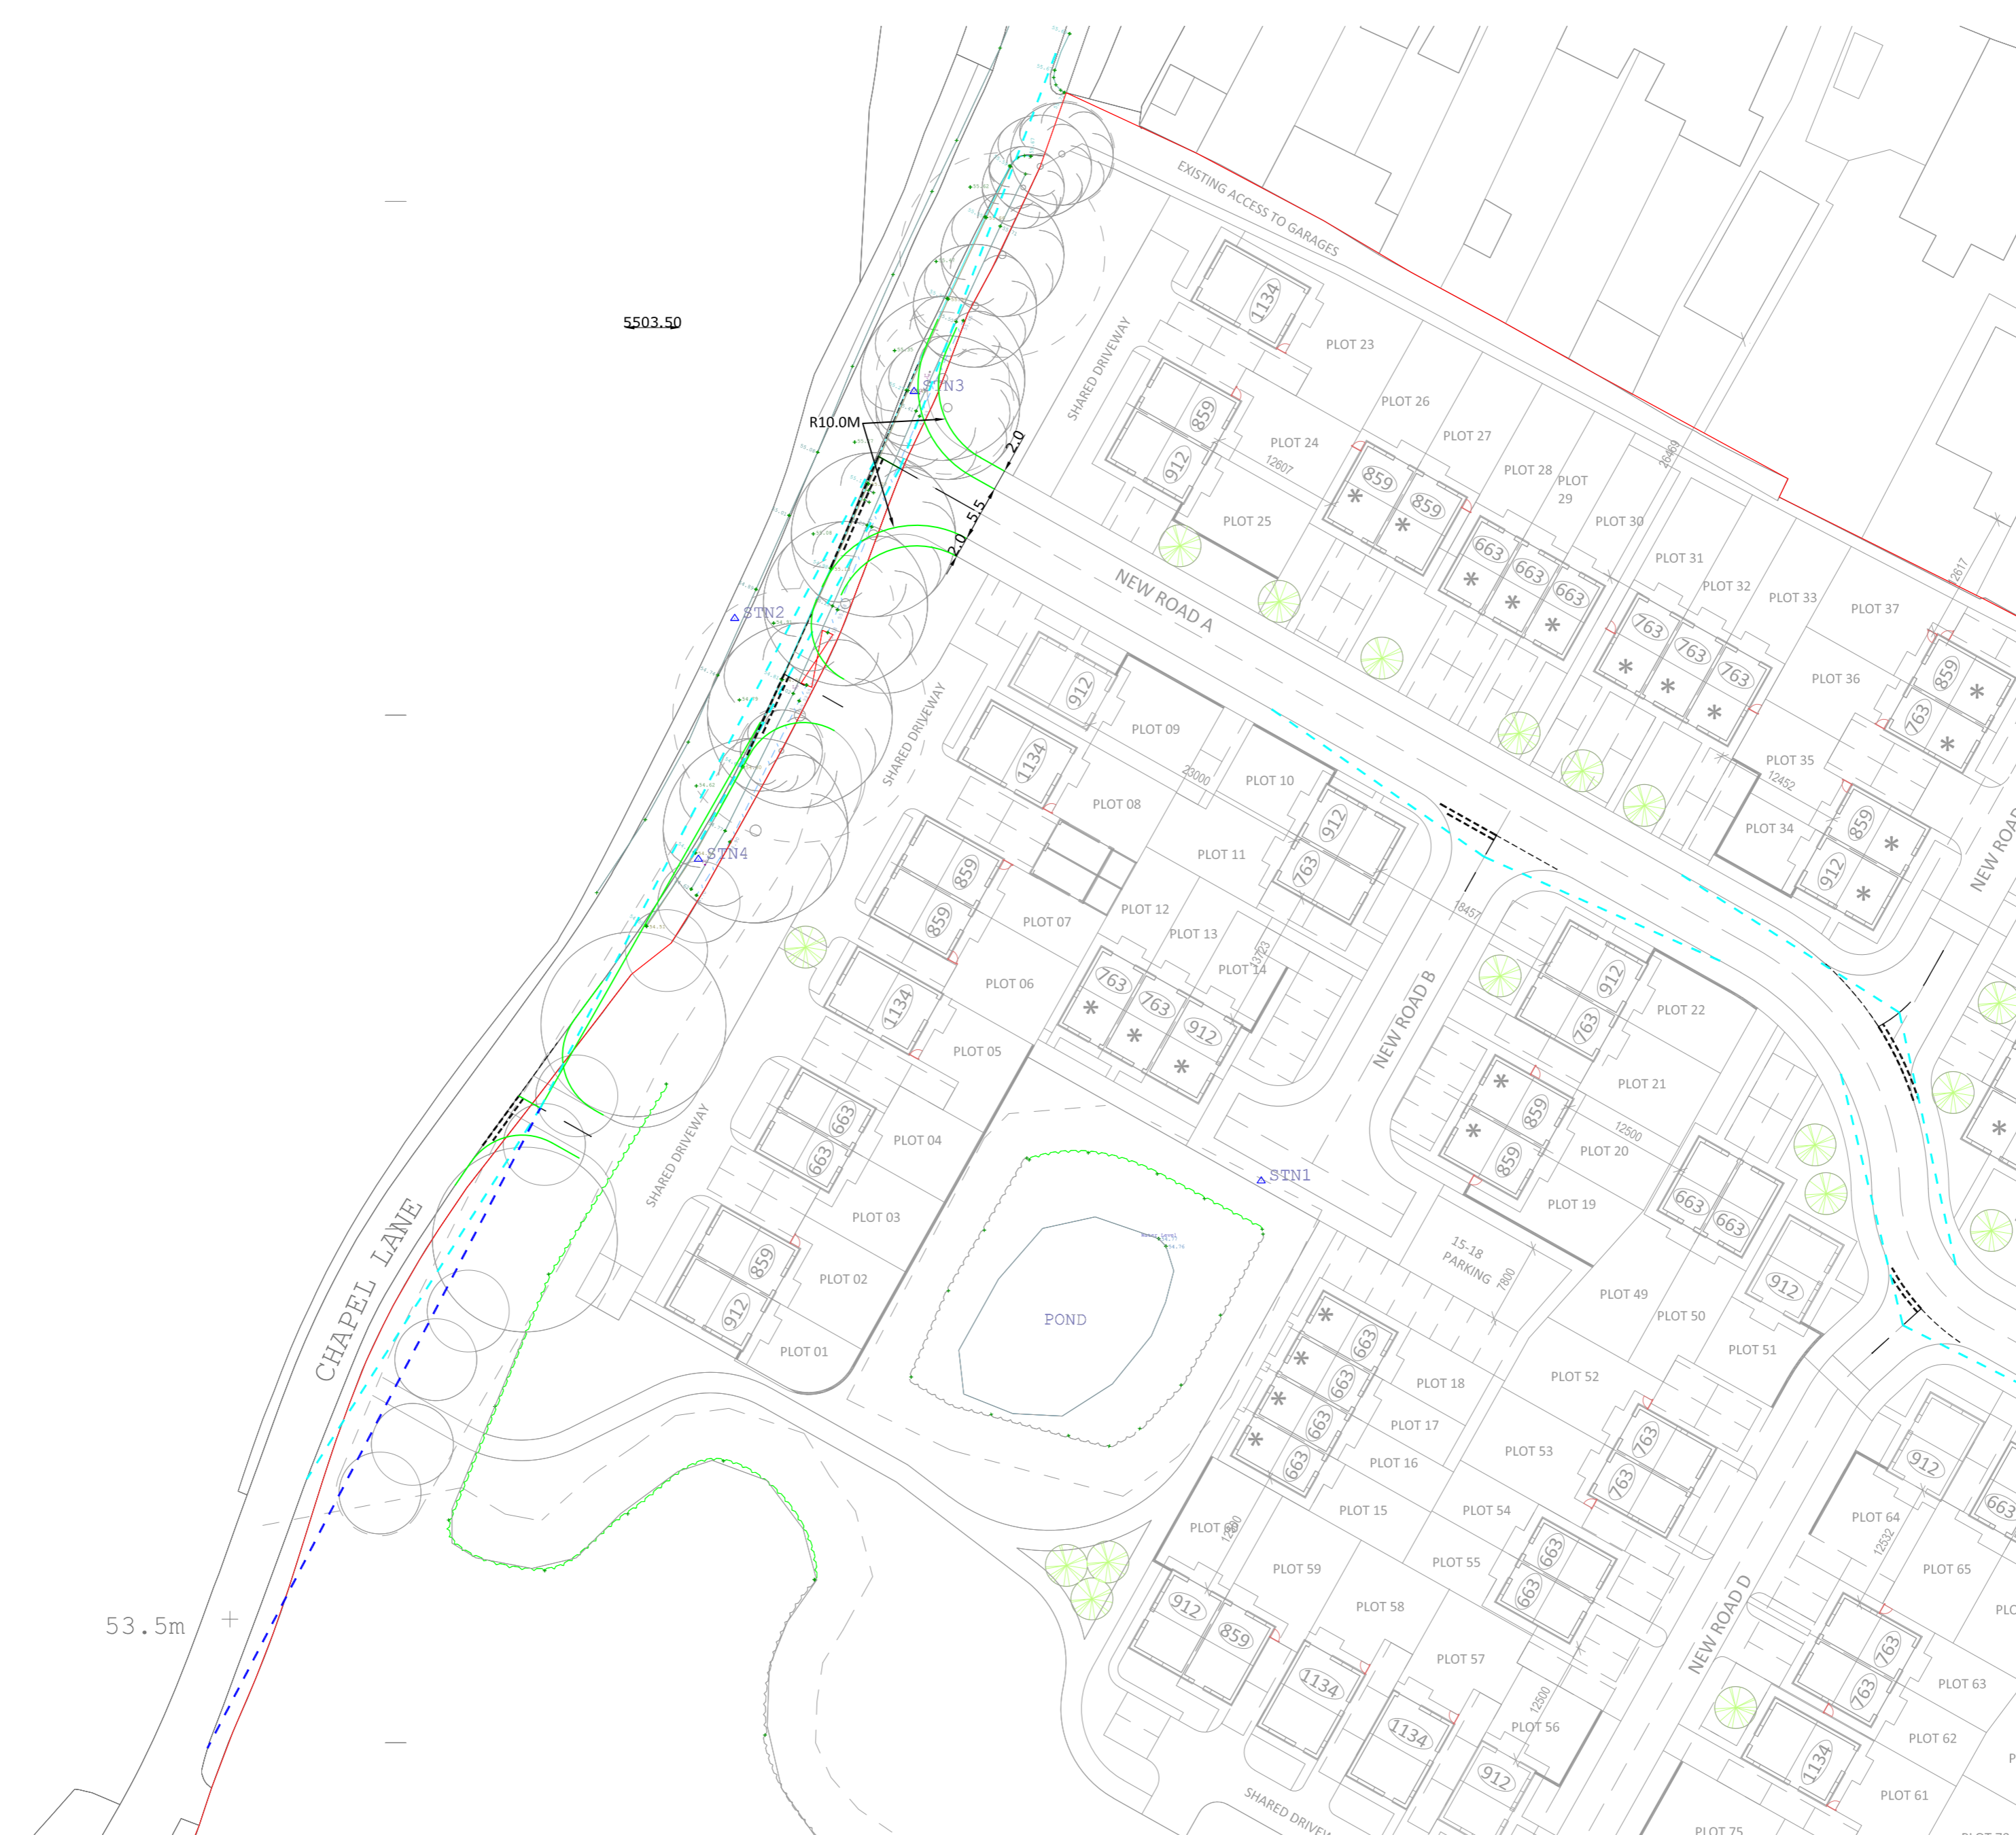 EXISTING ACCESS TO GARAGES
5503.50
1134
PLOT 23
SHARED DRIVEWAY
STN3
R10.0M
2.0
5.5
2.0
859
912
PLOT 24
12607
PLOT 25
PLOT 26
PLOT 27
PLOT 28
PLOT
29
PLOT 30
26469
859
*
859
*
663
*
663
*
663
*
PLOT 31
PLOT 32
PLOT 33
PLOT 37
PLOT 36
763
*
763
*
763
*
859
*
763
*
NEW ROAD A
STN2
912
1134
SHARED DRIVEWAY
PLOT 09
23000
PLOT 10
PLOT 08
PLOT 11
912
763
PLOT 35
12452
PLOT 34
859
*
912
*
STN4
859
859
PLOT 07
PLOT 12
PLOT 13
PLOT 14
13723
18457
PLOT 06
1134
PLOT 05
763
*
763
*
912
*
NEW ROAD B
912
763
PLOT 22
PLOT 21
*
859
*
859
12500
PLOT 20
PLOT 19
663
663
912
*
663
663
PLOT 04
PLOT 03
SHARED DRIVEWAY
859
912
PLOT 02
PLOT 01
CHAPEL LANE
STN1
Water Level
54.76
POND
15-18
PARKING
7800
PLOT 49
PLOT 50
PLOT 51
PLOT 52
*
663
*
663
*
663
*
663
PLOT 18
PLOT 17
PLOT 16
PLOT 15
PLOT 53
PLOT 54
PLOT 55
763
763
663
663
912
663
PLOT 64
12532
PLOT 65
PLOT 60
PLOT 59
PLOT 58
PLOT 57
12500
PLOT 56
912
859
1134
1134
912
NEW ROAD D
763
763
PLOT 63
PLOT 62
PLOT 61
1134
53.5m
PLOT 75